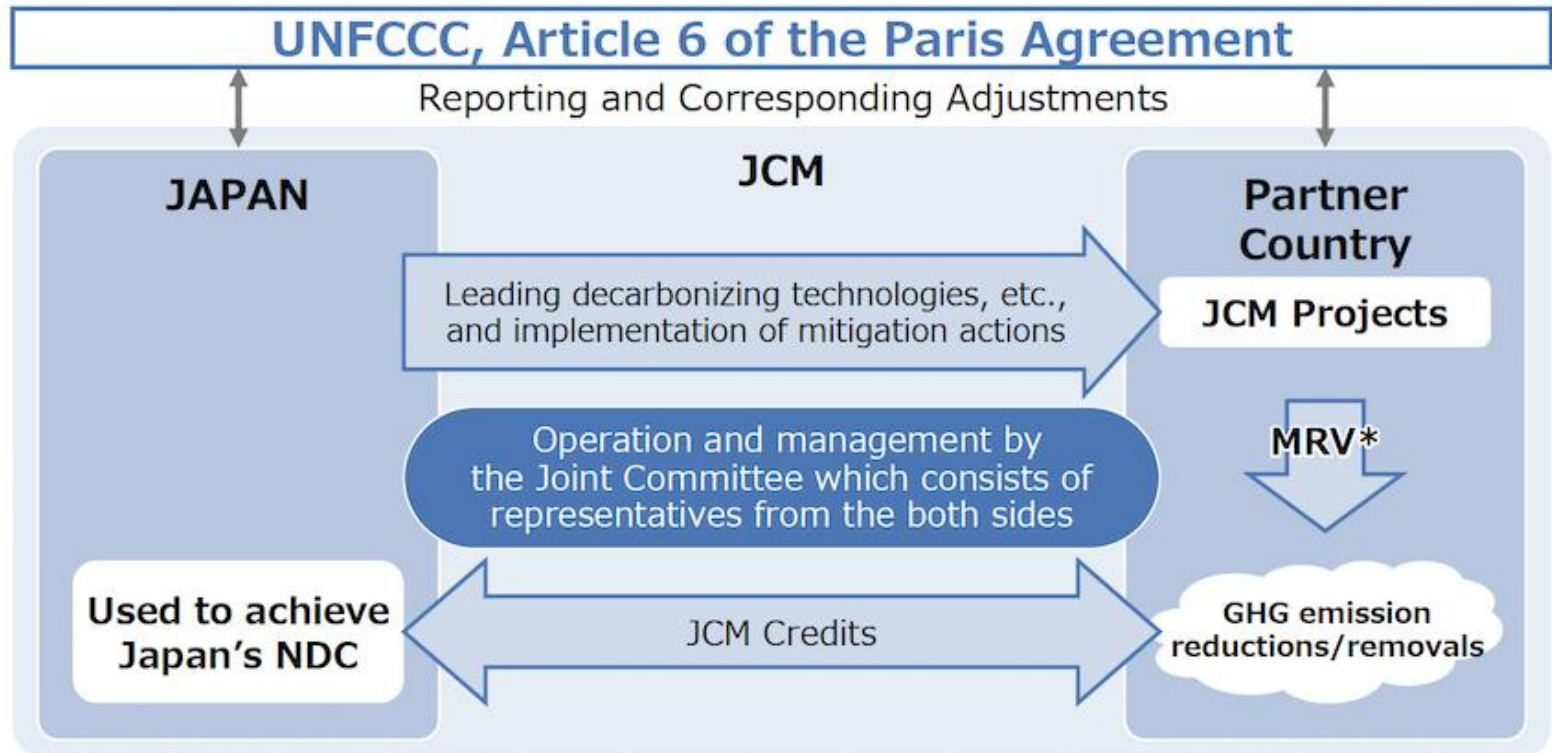 UNFCCC, Article 6 of the Paris Agreement
Reporting and Corresponding Adjustments
JCM
JAPAN
Partner
Country
Leading decarbonizing technologies, etc.,
and implementation of mitigation actions
JCM Projects
MRV*
Operation and management by
the Joint Committee which consists of
representatives from the both sides
Used to achieve
Japan's NDC
JCM Credits
GHG emission
reductions/removals